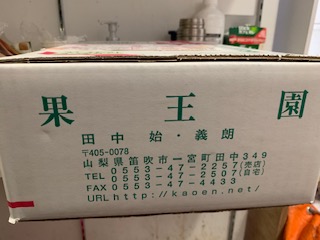 果王園
田中 始・義朗
〒405-0078
山梨県笛吹市一宮町田中349
TEL 0553-47-2257(売店)
TEL 0553-47-2507(自宅)
FAX 0553-47-4433
URL http://kaoen.net/